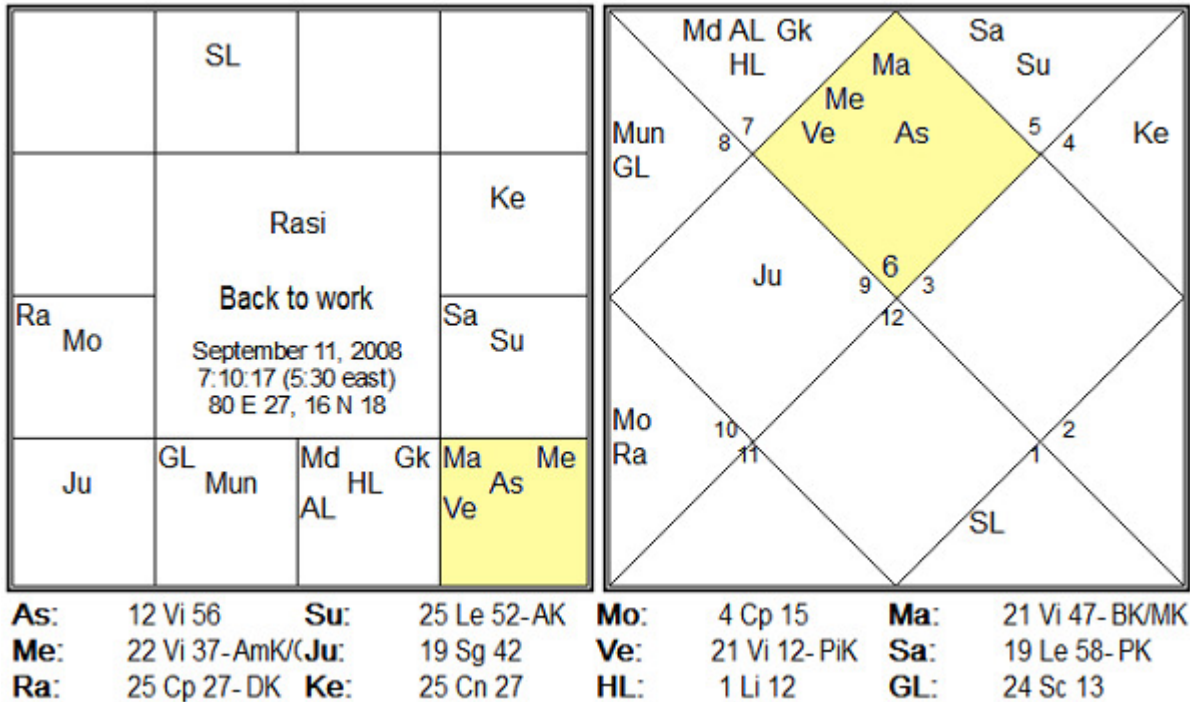 SL
Ke
Rasi
Back to work
September 11, 2008
7:10:17 (5:30 east)
80 E 27, 16 N 18
Ra
Mo
Sa
Su
Ju
GL
Mun
Md Gk
HL
AL
Ma Me
As
Ve
Md AL Gk
HL
Sa
Su
Ma
Me
Ve As
Mun
GL
8 7
5 4
Ke
Ju
9 6 3
12
Mo
Ra
10
11
2
1
SL
As: 12 Vi 56 Su: 25 Le 52-AK Mo: 4 Cp 15 Ma: 21 Vi 47-BK/MK
Me: 22 Vi 37-AmK/( Ju: 19 Sg 42 Ve: 21 Vi 12-PiK Sa: 19 Le 58-PK
Ra: 25 Cp 27-DK Ke: 25 Cn 27 HL: 1 Li 12 GL: 24 Sc 13